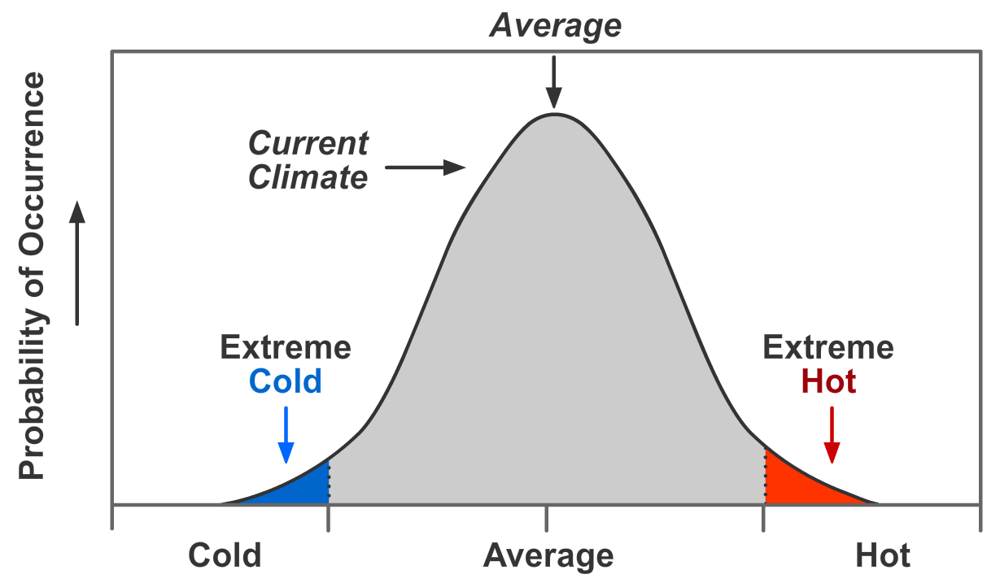 Average
Current
Climate
Probability of Occurrence
Extreme
Cold
Extreme
Hot
Cold
Average
Hot